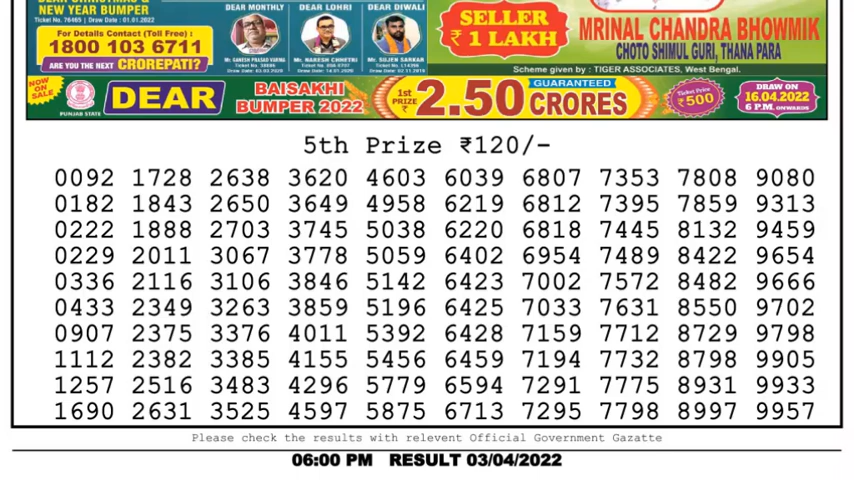 NEW YEAR BUMPER
Ticket No. 76465 | Draw Date : 01.01.2022
For Details Contact (Toll Free) :
1800 103 6711
ARE YOU THE NEXT CROREPATI?
DEAR MONTHLY
DEAR LOHRI
DEAR DIWALI
Mr. GANESH PRASAD VARMA
Mr. NARESH CHHETRI
Mr. SUJEN SARKAR
SELLER
₹ 1 LAKH
MRINAL CHANDRA BHOWMIK
CHOTO SHIMUL GURI, THANA PARA
Scheme given by : TIGER ASSOCIATES, West Bengal.
NOW ON SALE
PUNJAB STATE
DEAR
BAISAKHI
BUMPER 2022
1st PRIZE ₹
2.50
GUARANTEED
CRORES
Ticket Price
₹500
DRAW ON
16.04.2022
6 P.M. ONWARDS
5th Prize ₹120/-
0092 1728 2638 3620 4603 6039 6807 7353 7808 9080
0182 1843 2650 3649 4958 6219 6812 7395 7859 9313
0222 1888 2703 3745 5038 6220 6818 7445 8132 9459
0229 2011 3067 3778 5059 6402 6954 7489 8422 9654
0336 2116 3106 3846 5142 6423 7002 7572 8482 9666
0433 2349 3263 3859 5196 6425 7033 7631 8550 9702
0907 2375 3376 4011 5392 6428 7159 7712 8729 9798
1112 2382 3385 4155 5456 6459 7194 7732 8798 9905
1257 2516 3483 4296 5779 6594 7291 7775 8931 9933
1690 2631 3525 4597 5875 6713 7295 7798 8997 9957
Please check the results with relevent Official Government Gazatte
06:00 PM RESULT 03/04/2022